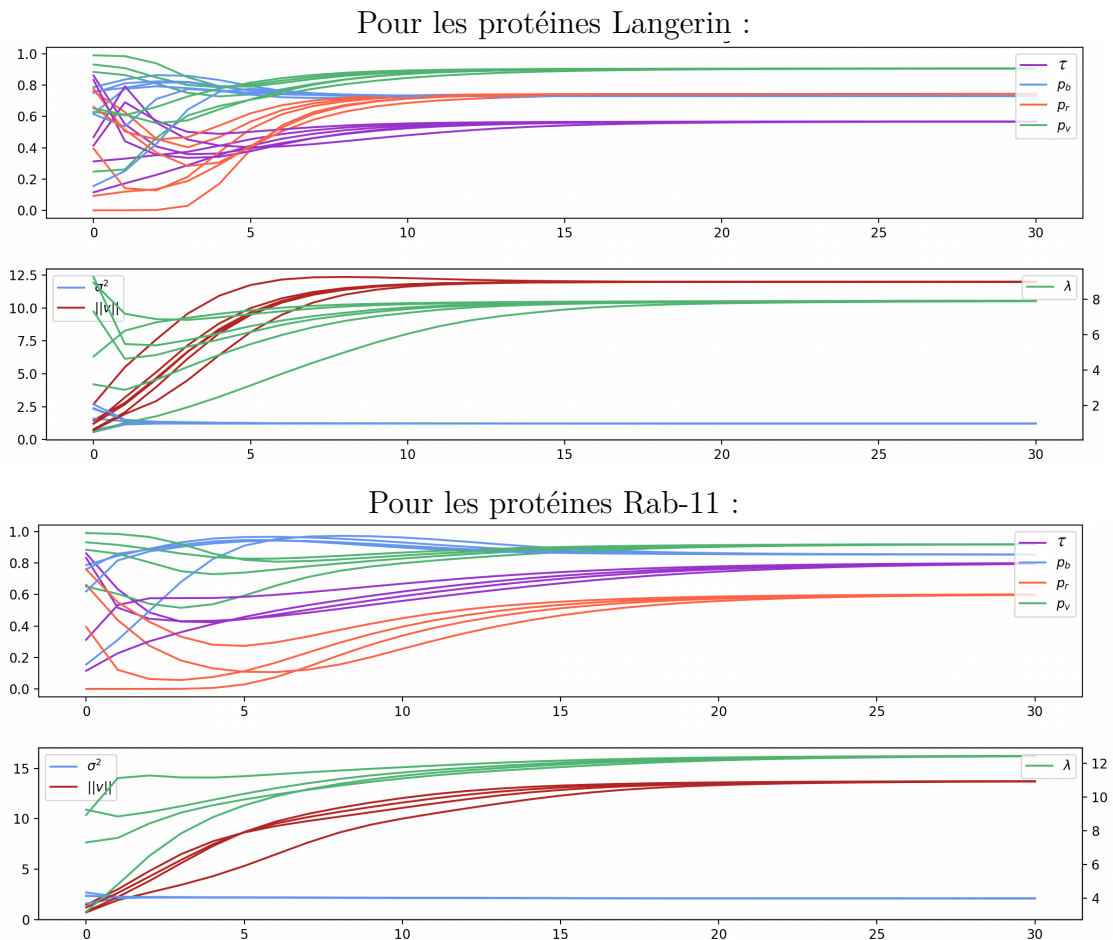 Pour les protéines Langerin :
1.0
0.8
0.6
0.4
0.2
0.0
τ
p_b
p_r
p_v
0 5 10 15 20 25 30
12.5
10.0
7.5
5.0
2.5
0.0
σ²
||v||
λ
8
6
4
2
0 5 10 15 20 25 30
Pour les protéines Rab-11 :
1.0
0.8
0.6
0.4
0.2
0.0
τ
p_b
p_r
p_v
0 5 10 15 20 25 30
15
10
5
0
σ²
||v||
λ
12
10
8
6
4
0 5 10 15 20 25 30